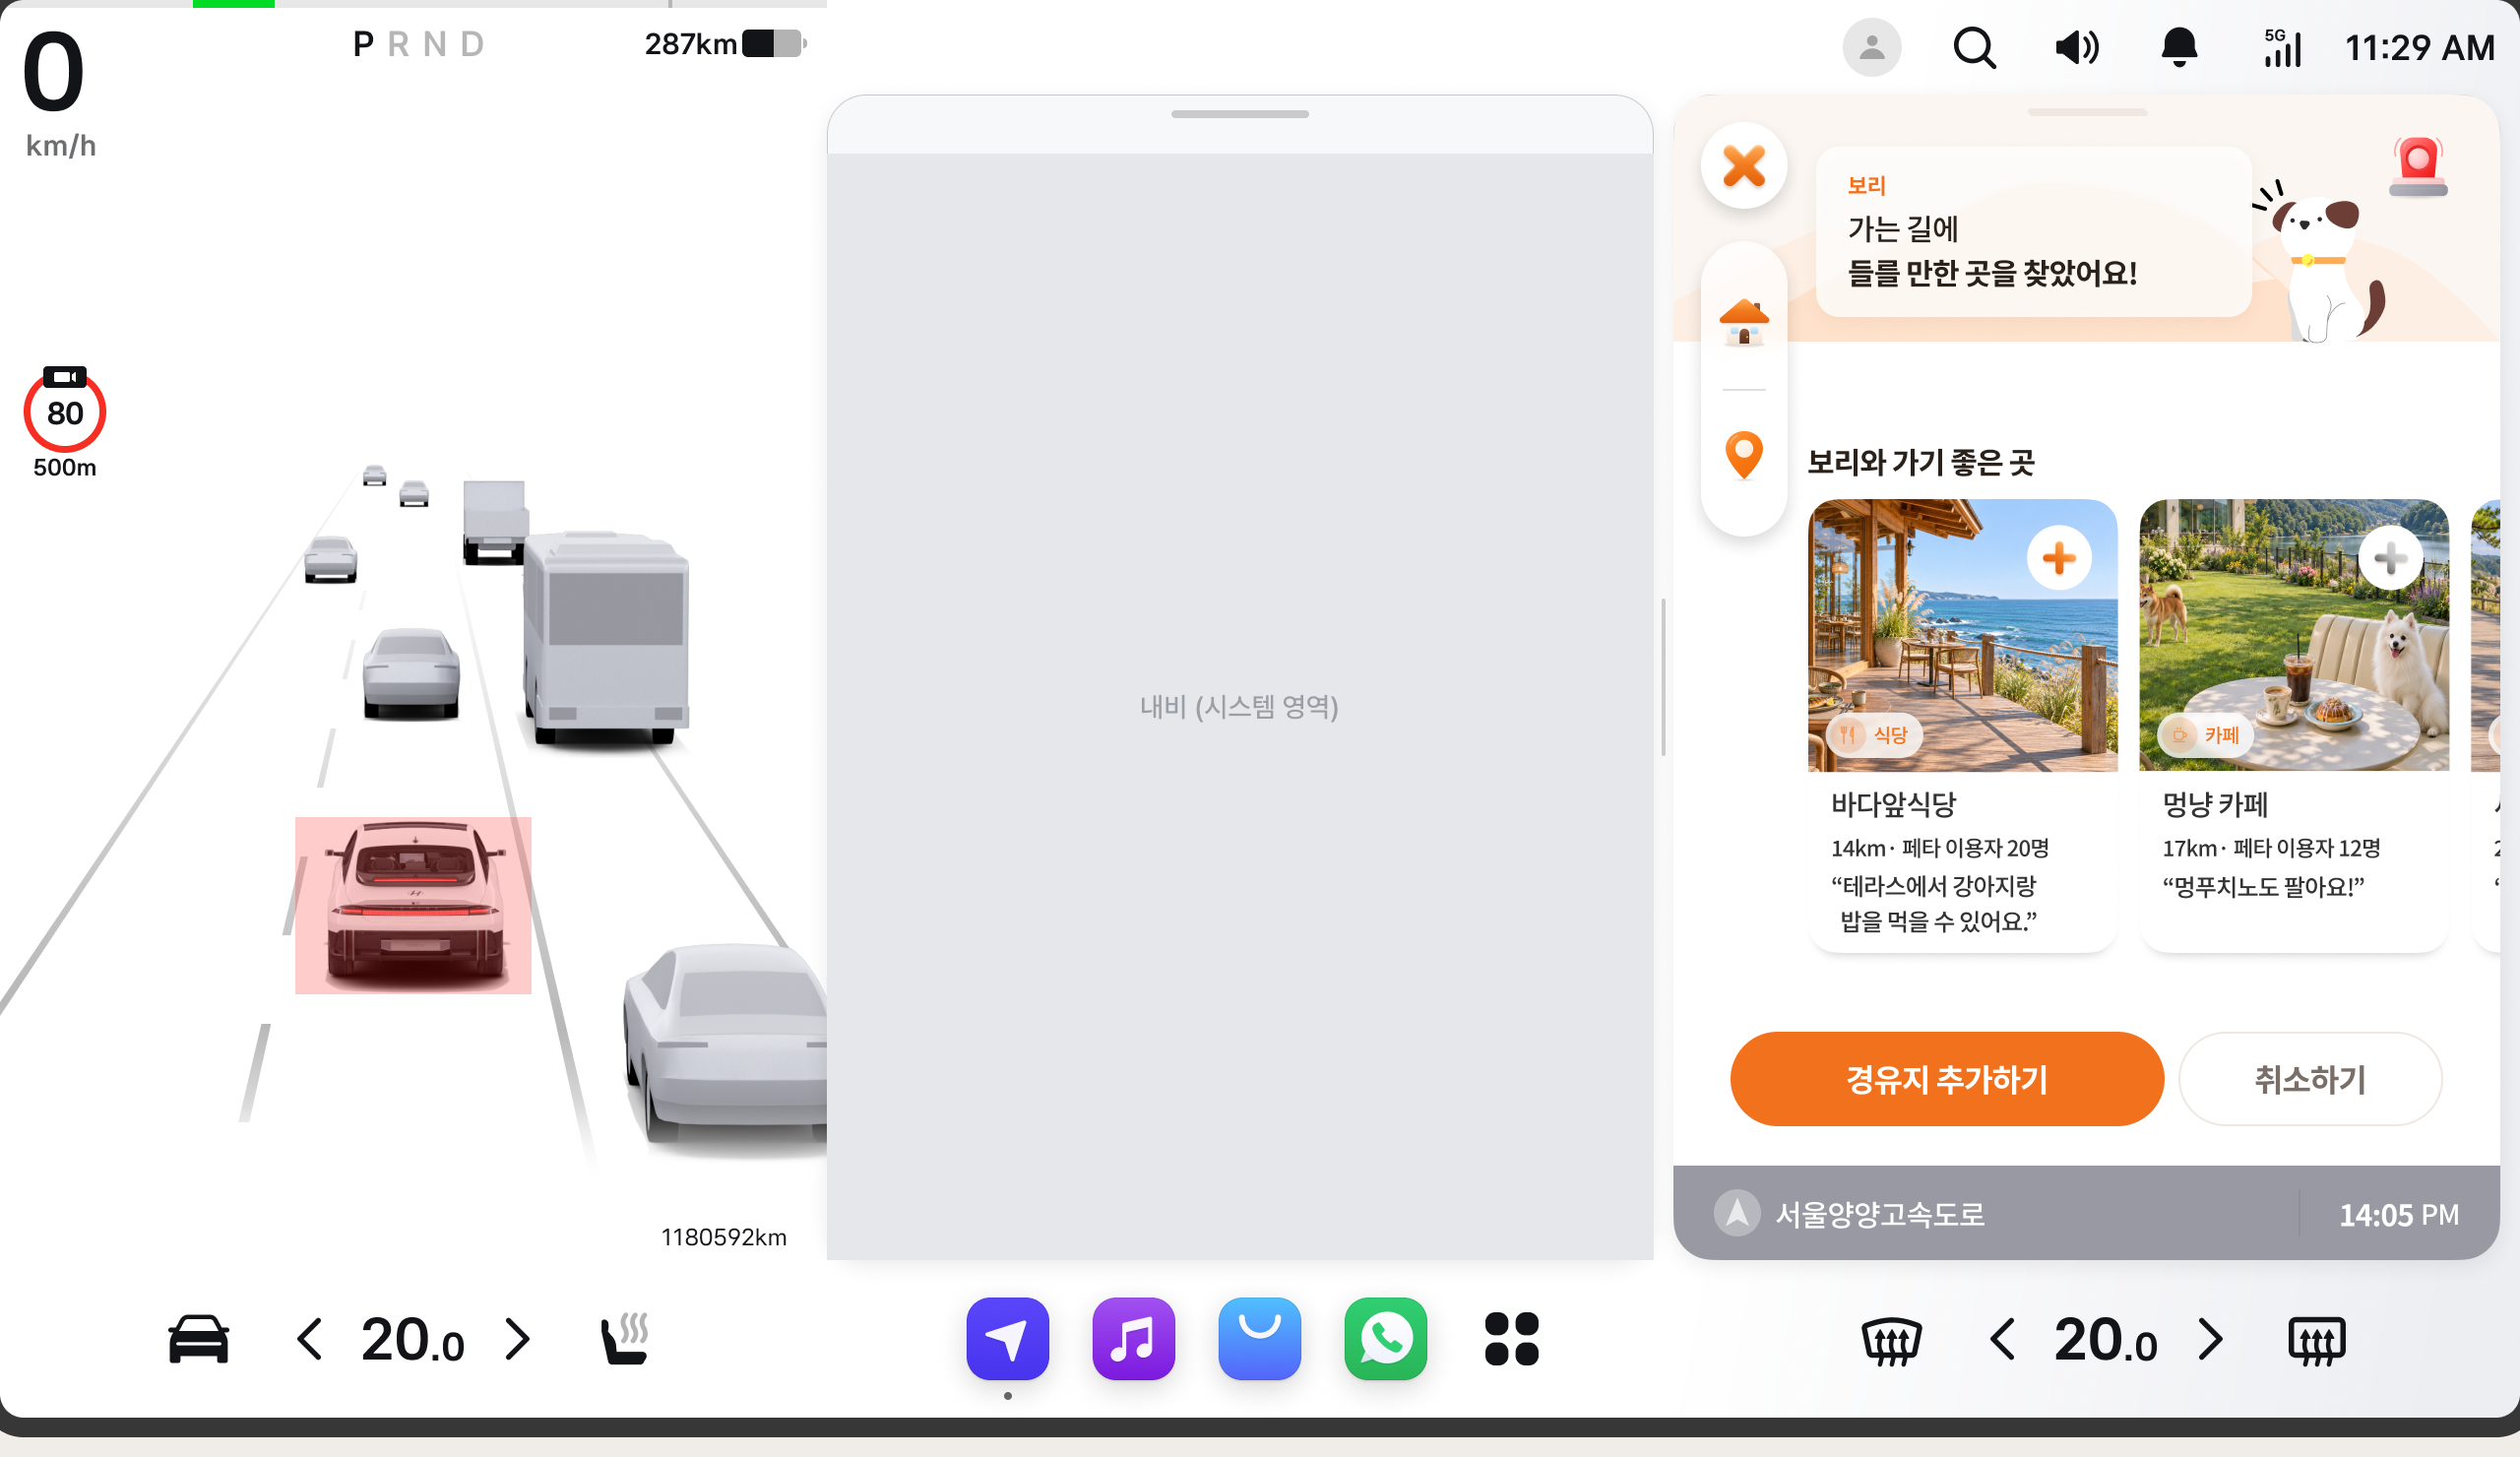 0
km/h
P R N D
287km
5G
11:29 AM
80
500m
1180592km
내비 (시스템 영역)
보리
가는 길에
들를 만한 곳을 찾았어요!
보리와 가기 좋은 곳
식당
바다앞식당
14km · 페타 이용자 20명
“테라스에서 강아지랑
밥을 먹을 수 있어요.”
카페
멍냥 카페
17km · 페타 이용자 12명
“멍푸치노도 팔아요!”
경유지 추가하기
취소하기
서울양양고속도로
14:05 PM
20.0
20.0